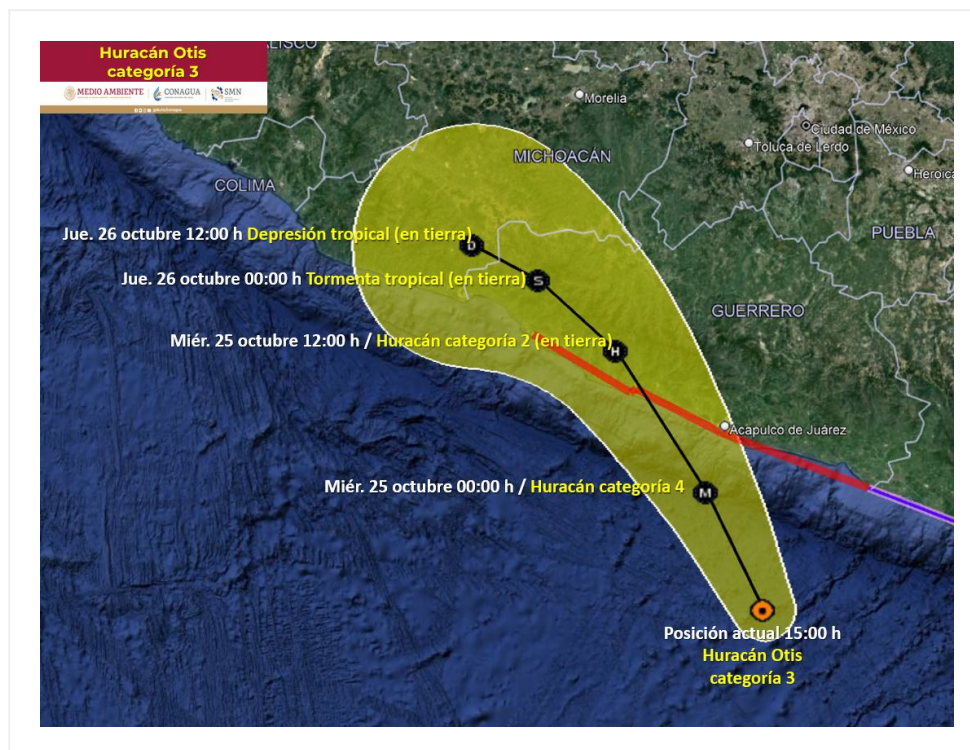 Huracán Otis
categoría 3
MEDIO AMBIENTE
CONAGUA
SMN
Morelia
Ciudad de México
Toluca de Lerdo
Heroica
MICHOACÁN
COLIMA
PUEBLA
Jue. 26 octubre 12:00 h Depresión tropical (en tierra)
D
Jue. 26 octubre 00:00 h Tormenta tropical (en tierra)
S
GUERRERO
Miér. 25 octubre 12:00 h / Huracán categoría 2 (en tierra)
H
Acapulco de Juárez
Miér. 25 octubre 00:00 h / Huracán categoría 4
M
Posición actual 15:00 h
Huracán Otis
categoría 3